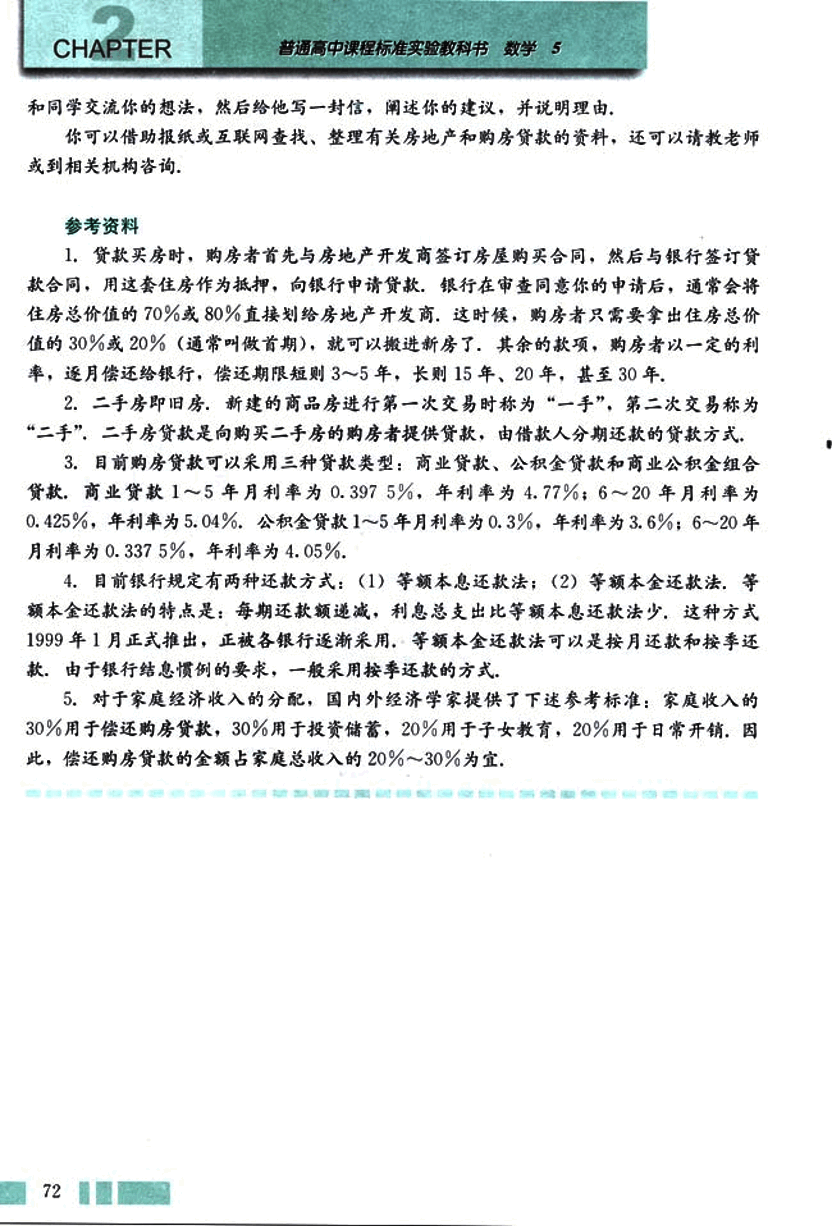 2
CHAPTER
普通高中课程标准实验教科书 数学 5
和同学交流你的想法，然后给他写一封信，阐述你的建议，并说明理由.
你可以借助报纸或互联网查找、整理有关房地产和购房贷款的资料，还可以请教老师
或到相关机构咨询.
参考资料
1. 贷款买房时，购房者首先与房地产开发商签订房屋购买合同，然后与银行签订贷
款合同，用这套住房作为抵押，向银行申请贷款. 银行在审查同意你的申请后，通常会将
住房总价值的 70%或 80%直接划给房地产开发商. 这时候，购房者只需要拿出住房总价
值的 30%或 20%（通常叫做首期），就可以搬进新房了. 其余的款项，购房者以一定的利
率，逐月偿还给银行，偿还期限短则 3～5 年，长则 15 年、20 年，甚至 30 年.
2. 二手房即旧房. 新建的商品房进行第一次交易时称为“一手”，第二次交易称为
“二手”. 二手房贷款是向购买二手房的购房者提供贷款，由借款人分期还款的贷款方式.
3. 目前购房贷款可以采用三种贷款类型：商业贷款、公积金贷款和商业公积金组合
贷款. 商业贷款 1～5 年月利率为 0.397 5%，年利率为 4.77%；6～20 年月利率为
0.425%，年利率为 5.04%. 公积金贷款 1～5 年月利率为 0.3%，年利率为 3.6%；6～20 年
月利率为 0.337 5%，年利率为 4.05%.
4. 目前银行规定有两种还款方式：（1）等额本息还款法；（2）等额本金还款法. 等
额本金还款法的特点是：每期还款额递减，利息总支出比等额本息还款法少. 这种方式
1999 年 1 月正式推出，正被各银行逐渐采用. 等额本金还款法可以是按月还款和按季还
款. 由于银行结息惯例的要求，一般采用按季还款的方式.
5. 对于家庭经济收入的分配，国内外经济学家提供了下述参考标准：家庭收入的
30%用于偿还购房贷款，30%用于投资储蓄，20%用于子女教育，20%用于日常开销. 因
此，偿还购房贷款的金额占家庭总收入的 20%～30%为宜.
72